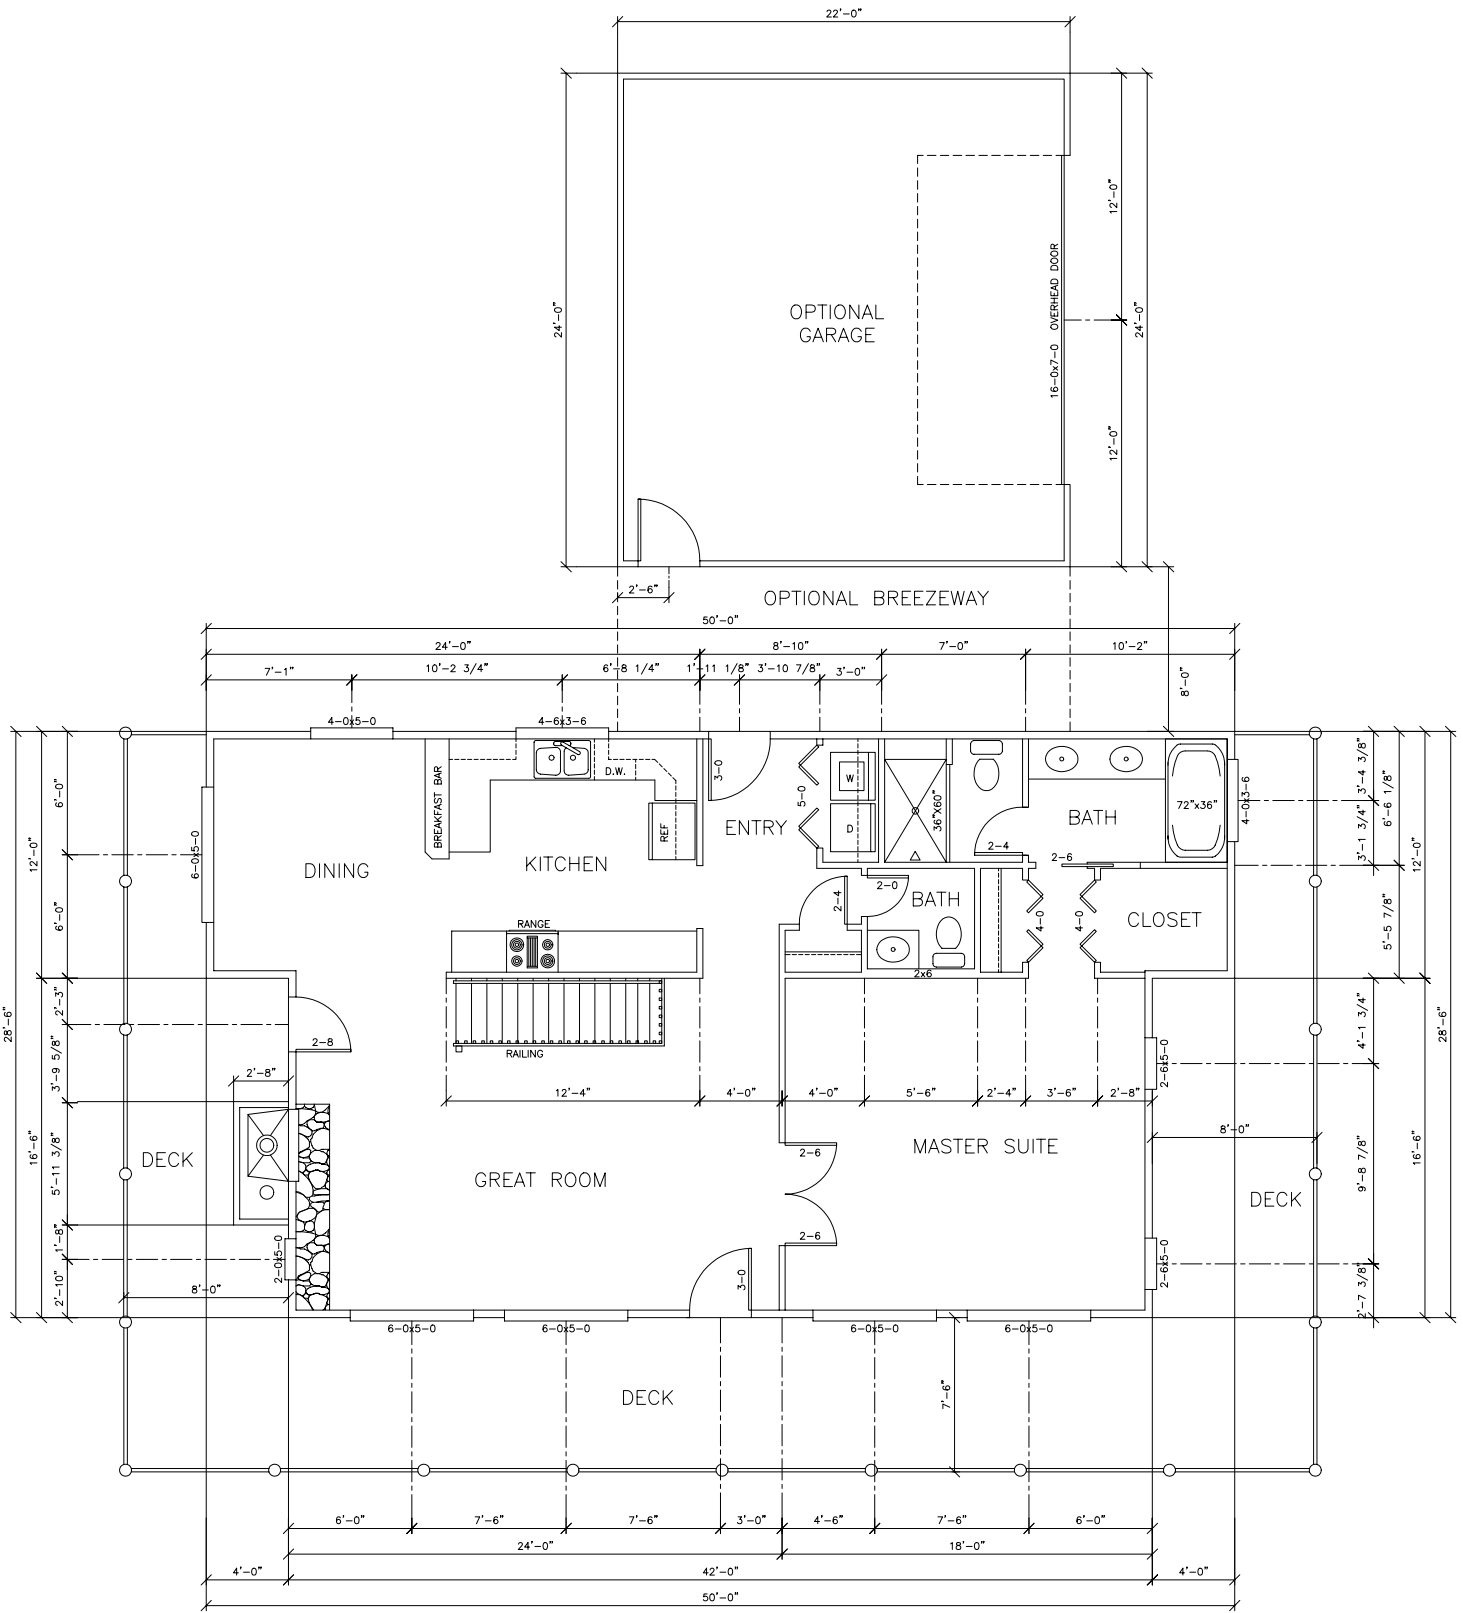 22'-0"
24'-0"
OPTIONAL
GARAGE
16-0x7-0 OVERHEAD DOOR
12'-0"
12'-0"
24'-0"
2'-6"
OPTIONAL BREEZEWAY
50'-0"
24'-0"
8'-10"
7'-0"
10'-2"
7'-1"
10'-2 3/4"
6'-8 1/4"
1'-11 1/8"
3'-10 7/8"
3'-0"
8'-0"
4-0x5-0
4-6x3-6
28'-6"
12'-0"
16'-6"
6'-0"
6'-0"
2'-3"
3'-9 5/8"
5'-11 3/8"
1'-8"
2'-10"
6-0x5-0
DINING
BREAKFAST BAR
KITCHEN
D.W.
REF
3-0
ENTRY
5-0
W
D
36"X60"
2-4
BATH
72"x36"
4-0x3-6
2-6
2-4
2-0
BATH
4-0
4-0
CLOSET
2x6
RANGE
RAILING
2-8
2'-8"
12'-4"
4'-0"
4'-0"
5'-6"
2'-4"
3'-6"
2'-8"
2-6x5-0
8'-0"
DECK
GREAT ROOM
MASTER SUITE
DECK
2-6
2-6
2-0x5-0
8'-0"
3-0
2-6x5-0
3'-4 3/8"
3'-1 3/4"
6'-6 1/8"
5'-5 7/8"
12'-0"
4'-1 3/4"
9'-8 7/8"
2'-7 3/8"
16'-6"
28'-6"
6-0x5-0
6-0x5-0
6-0x5-0
6-0x5-0
DECK
7'-6"
6'-0"
7'-6"
7'-6"
3'-0"
4'-6"
7'-6"
6'-0"
24'-0"
18'-0"
4'-0"
42'-0"
4'-0"
50'-0"